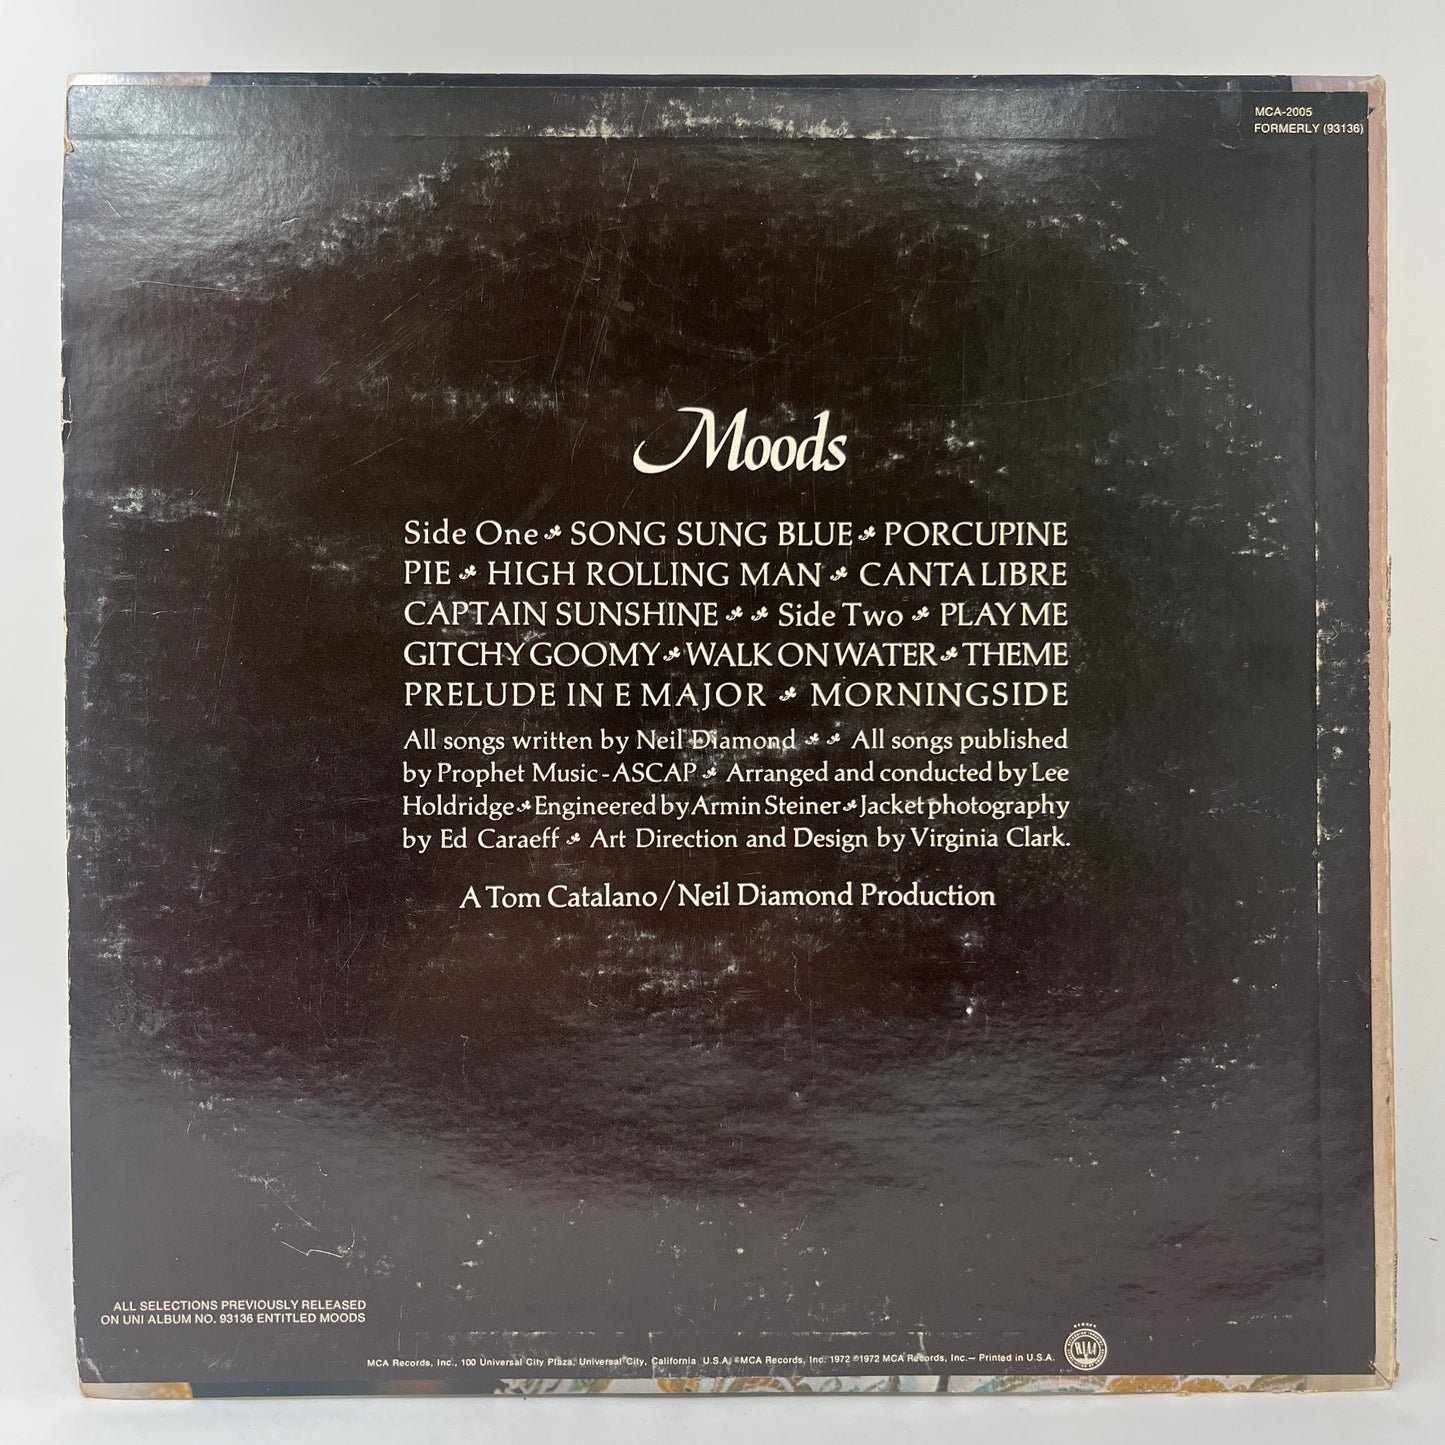 MCA-2005
FORMERLY (93136)
Moods
Side One SONG SUNG BLUE PORCUPINE
PIE HIGH ROLLING MAN CANTA LIBRE
CAPTAIN SUNSHINE Side Two PLAY ME
GITCHY GOOMY WALK ON WATER THEME
PRELUDE IN E MAJOR MORNINGSIDE
All songs written by Neil Diamond All songs published
by Prophet Music-ASCAP Arranged and conducted by Lee
Holdridge Engineered by Armin Steiner Jacket photography
by Ed Caraeff Art Direction and Design by Virginia Clark.
A Tom Catalano/Neil Diamond Production
ALL SELECTIONS PREVIOUSLY RELEASED
ON UNI ALBUM NO. 93136 ENTITLED MOODS
MCA Records, Inc., 100 Universal City Plaza, Universal City, California U.S.A. ©MCA Records, Inc. 1972 ℗1972 MCA Records, Inc.— Printed in U.S.A.
RIAA